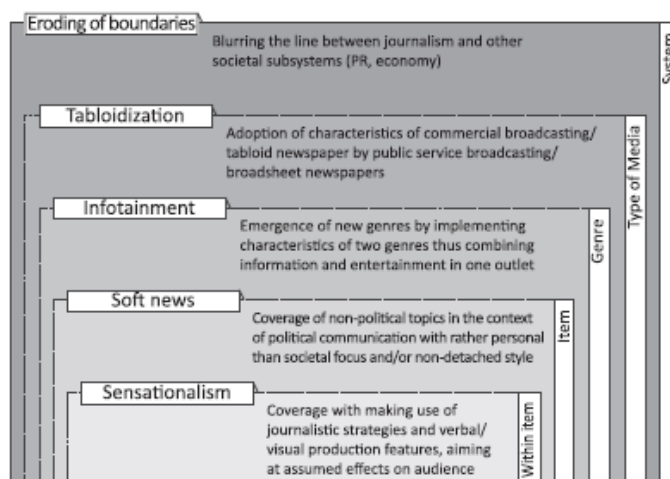 Eroding of boundaries
Blurring the line between journalism and other
societal subsystems (PR, economy)
System
Tabloidization
Adoption of characteristics of commercial broadcasting/
tabloid newspaper by public service broadcasting/
broadsheet newspapers
Type of Media
Infotainment
Emergence of new genres by implementing
characteristics of two genres thus combining
information and entertainment in one outlet
Genre
Soft news
Coverage of non-political topics in the context
of political communication with rather personal
than societal focus and/or non-detached style
Item
Sensationalism
Coverage with making use of
journalistic strategies and verbal/
visual production features, aiming
at assumed effects on audience
Within item